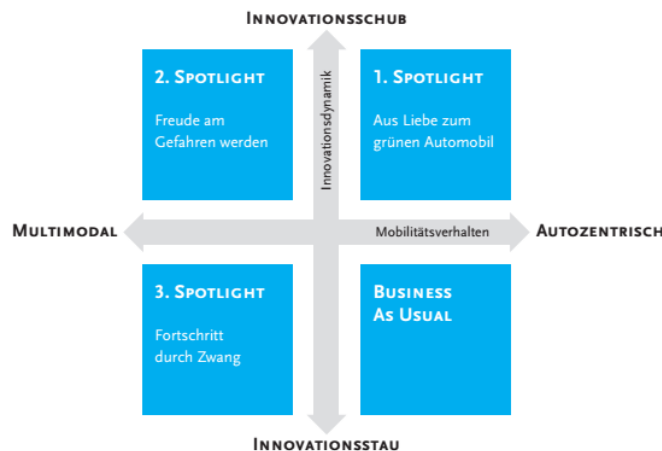 Innovationsschub
2. Spotlight
Freude am
Gefahren werden
Innovationsdynamik
1. Spotlight
Aus Liebe zum
grünen Automobil
Multimodal
Mobilitätsverhalten
Autozentrisch
3. Spotlight
Fortschritt
durch Zwang
Business
As Usual
Innovationsstau